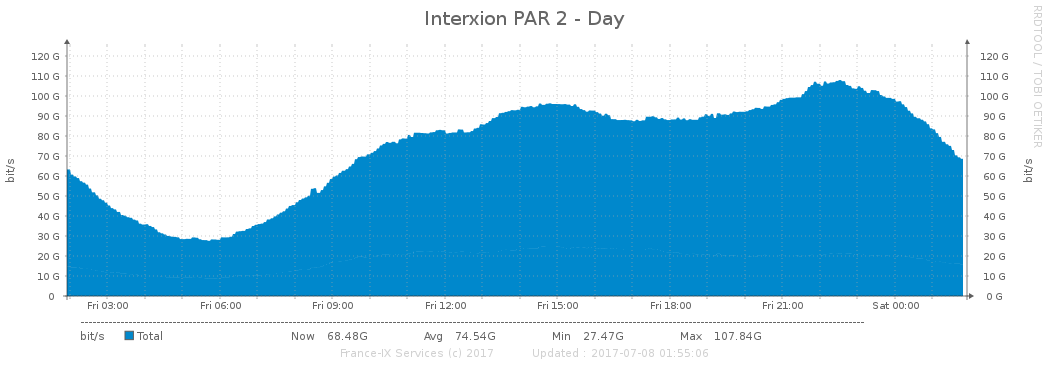 Interxion PAR 2 - Day
RRDTOOL / TOBI OETIKER
bit/s
120 G 120 G
110 G 110 G
100 G 100 G
90 G 90 G
80 G 80 G
70 G 70 G
60 G 60 G
50 G 50 G
40 G 40 G
30 G 30 G
20 G 20 G
10 G 10 G
0 0 G
bit/s
Fri 03:00 Fri 06:00 Fri 09:00 Fri 12:00 Fri 15:00 Fri 18:00 Fri 21:00 Sat 00:00
bit/s Total Now 68.48G Avg 74.54G Min 27.47G Max 107.84G
France-IX Services (c) 2017 Updated : 2017-07-08 01:55:06